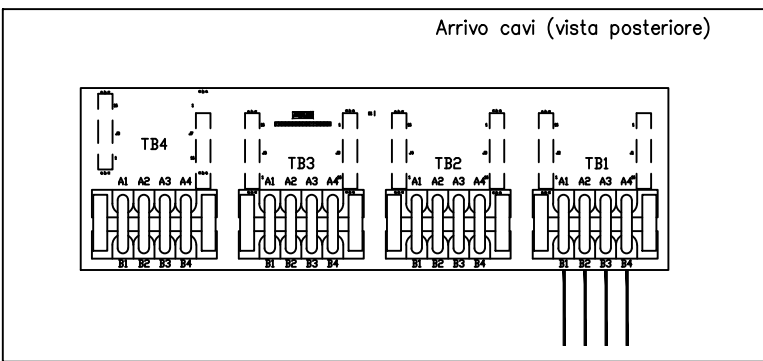 Arrivo cavi (vista posteriore)
TB4 TB3 TB2 TB1
A1 A2 A3 A4 A1 A2 A3 A4 A1 A2 A3 A4 A1 A2 A3 A4
B1 B2 B3 B4 B1 B2 B3 B4 B1 B2 B3 B4 B1 B2 B3 B4